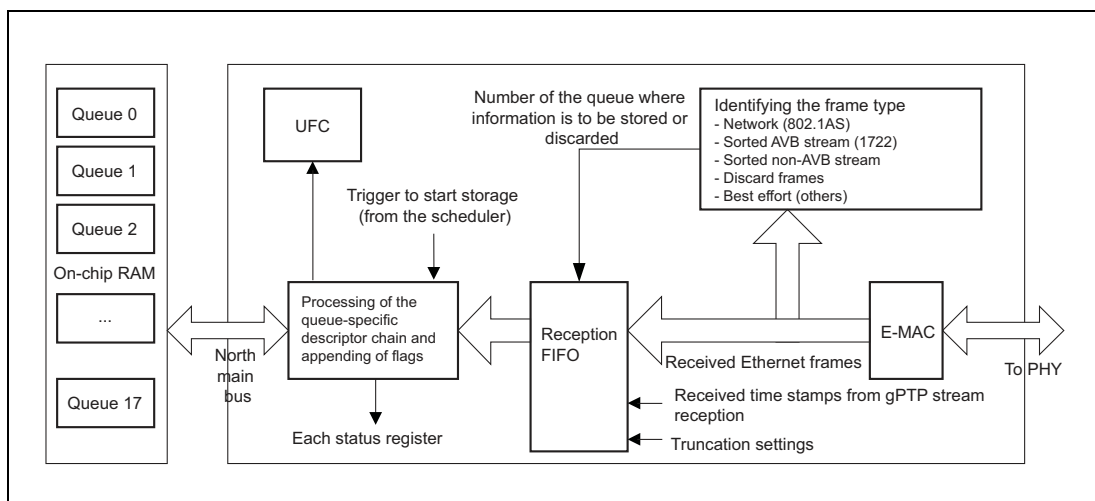 Queue 0
Queue 1
Queue 2
On-chip RAM
...
Queue 17
North
main
bus
UFC
Trigger to start storage
(from the scheduler)
Processing of the
queue-specific
descriptor chain and
appending of flags
Each status register
Number of the queue where
information is to be stored or
discarded
Reception
FIFO
Identifying the frame type
- Network (802.1AS)
- Sorted AVB stream (1722)
- Sorted non-AVB stream
- Discard frames
- Best effort (others)
Received Ethernet frames
E-MAC
To PHY
Received time stamps from gPTP stream
reception
Truncation settings